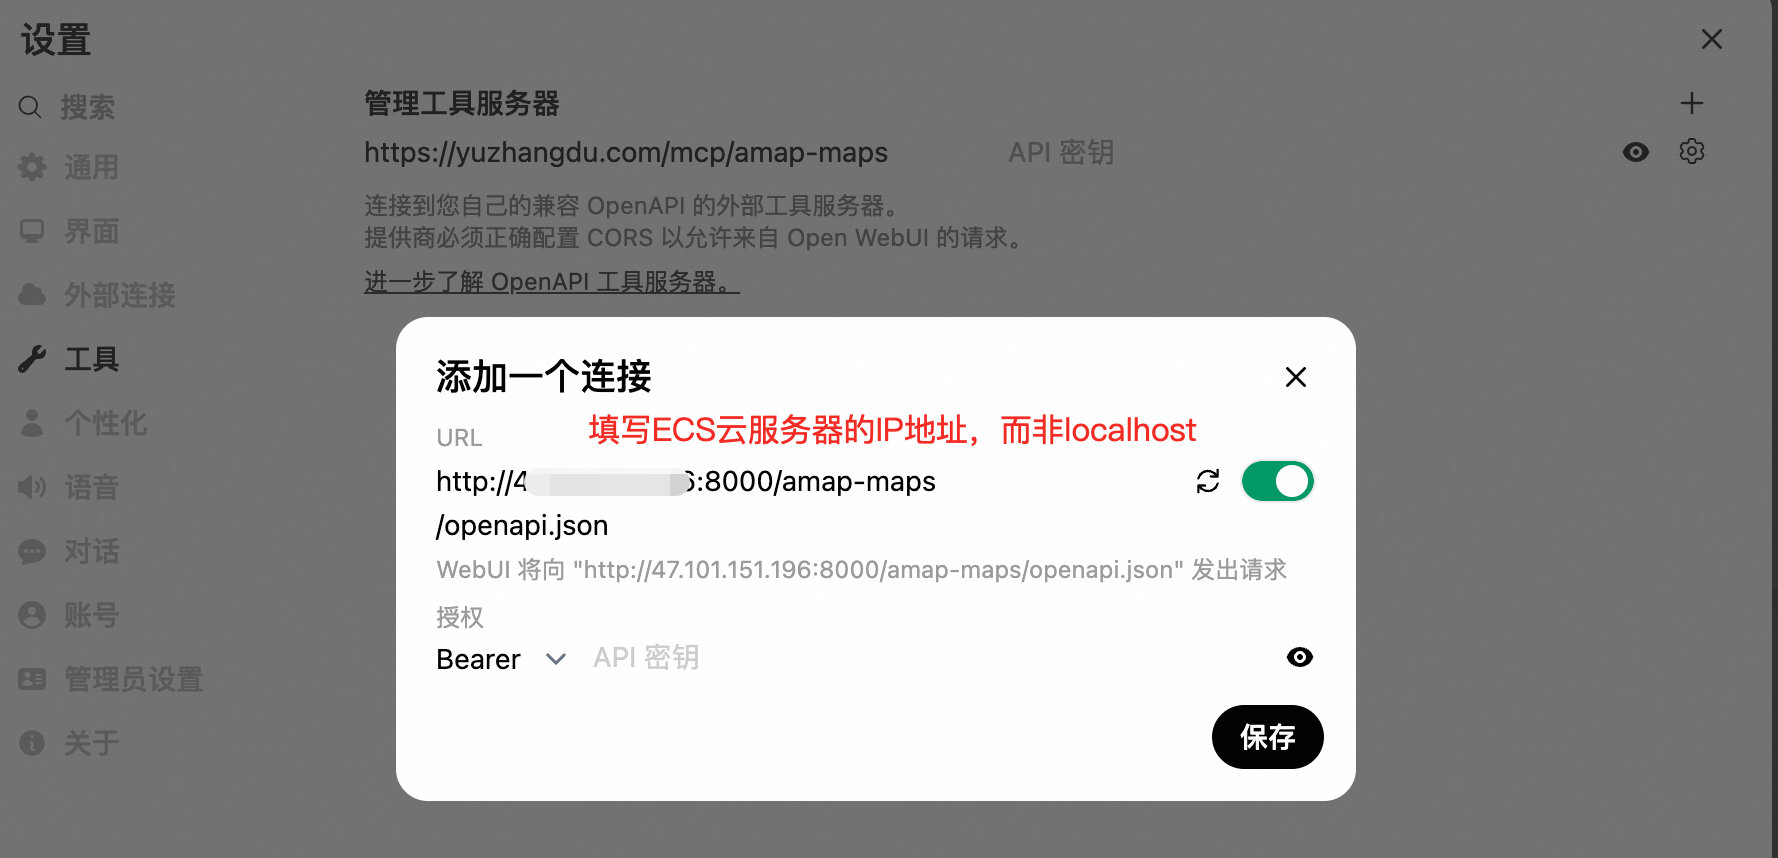 设置
搜索
通用
界面
外部连接
工具
个性化
语音
对话
账号
管理员设置
关于
管理工具服务器
https://yuzhangdu.com/mcp/amap-maps API 密钥
连接到您自己的兼容 OpenAPI 的外部工具服务器。
提供商必须正确配置 CORS 以允许来自 Open WebUI 的请求。
进一步了解 OpenAPI 工具服务器。
添加一个连接
填写ECS云服务器的IP地址，而非localhost
URL
http://4 6:8000/amap-maps
/openapi.json
WebUI 将向 "http://47.101.151.196:8000/amap-maps/openapi.json" 发出请求
授权
Bearer API 密钥
保存